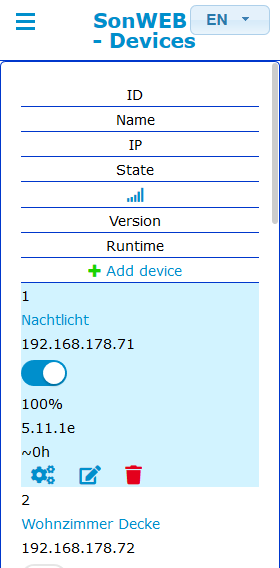 SonWEB
- Devices
EN
ID
Name
IP
State
Version
Runtime
Add device
1
Nachtlicht
192.168.178.71
100%
5.11.1e
~0h
2
Wohnzimmer Decke
192.168.178.72